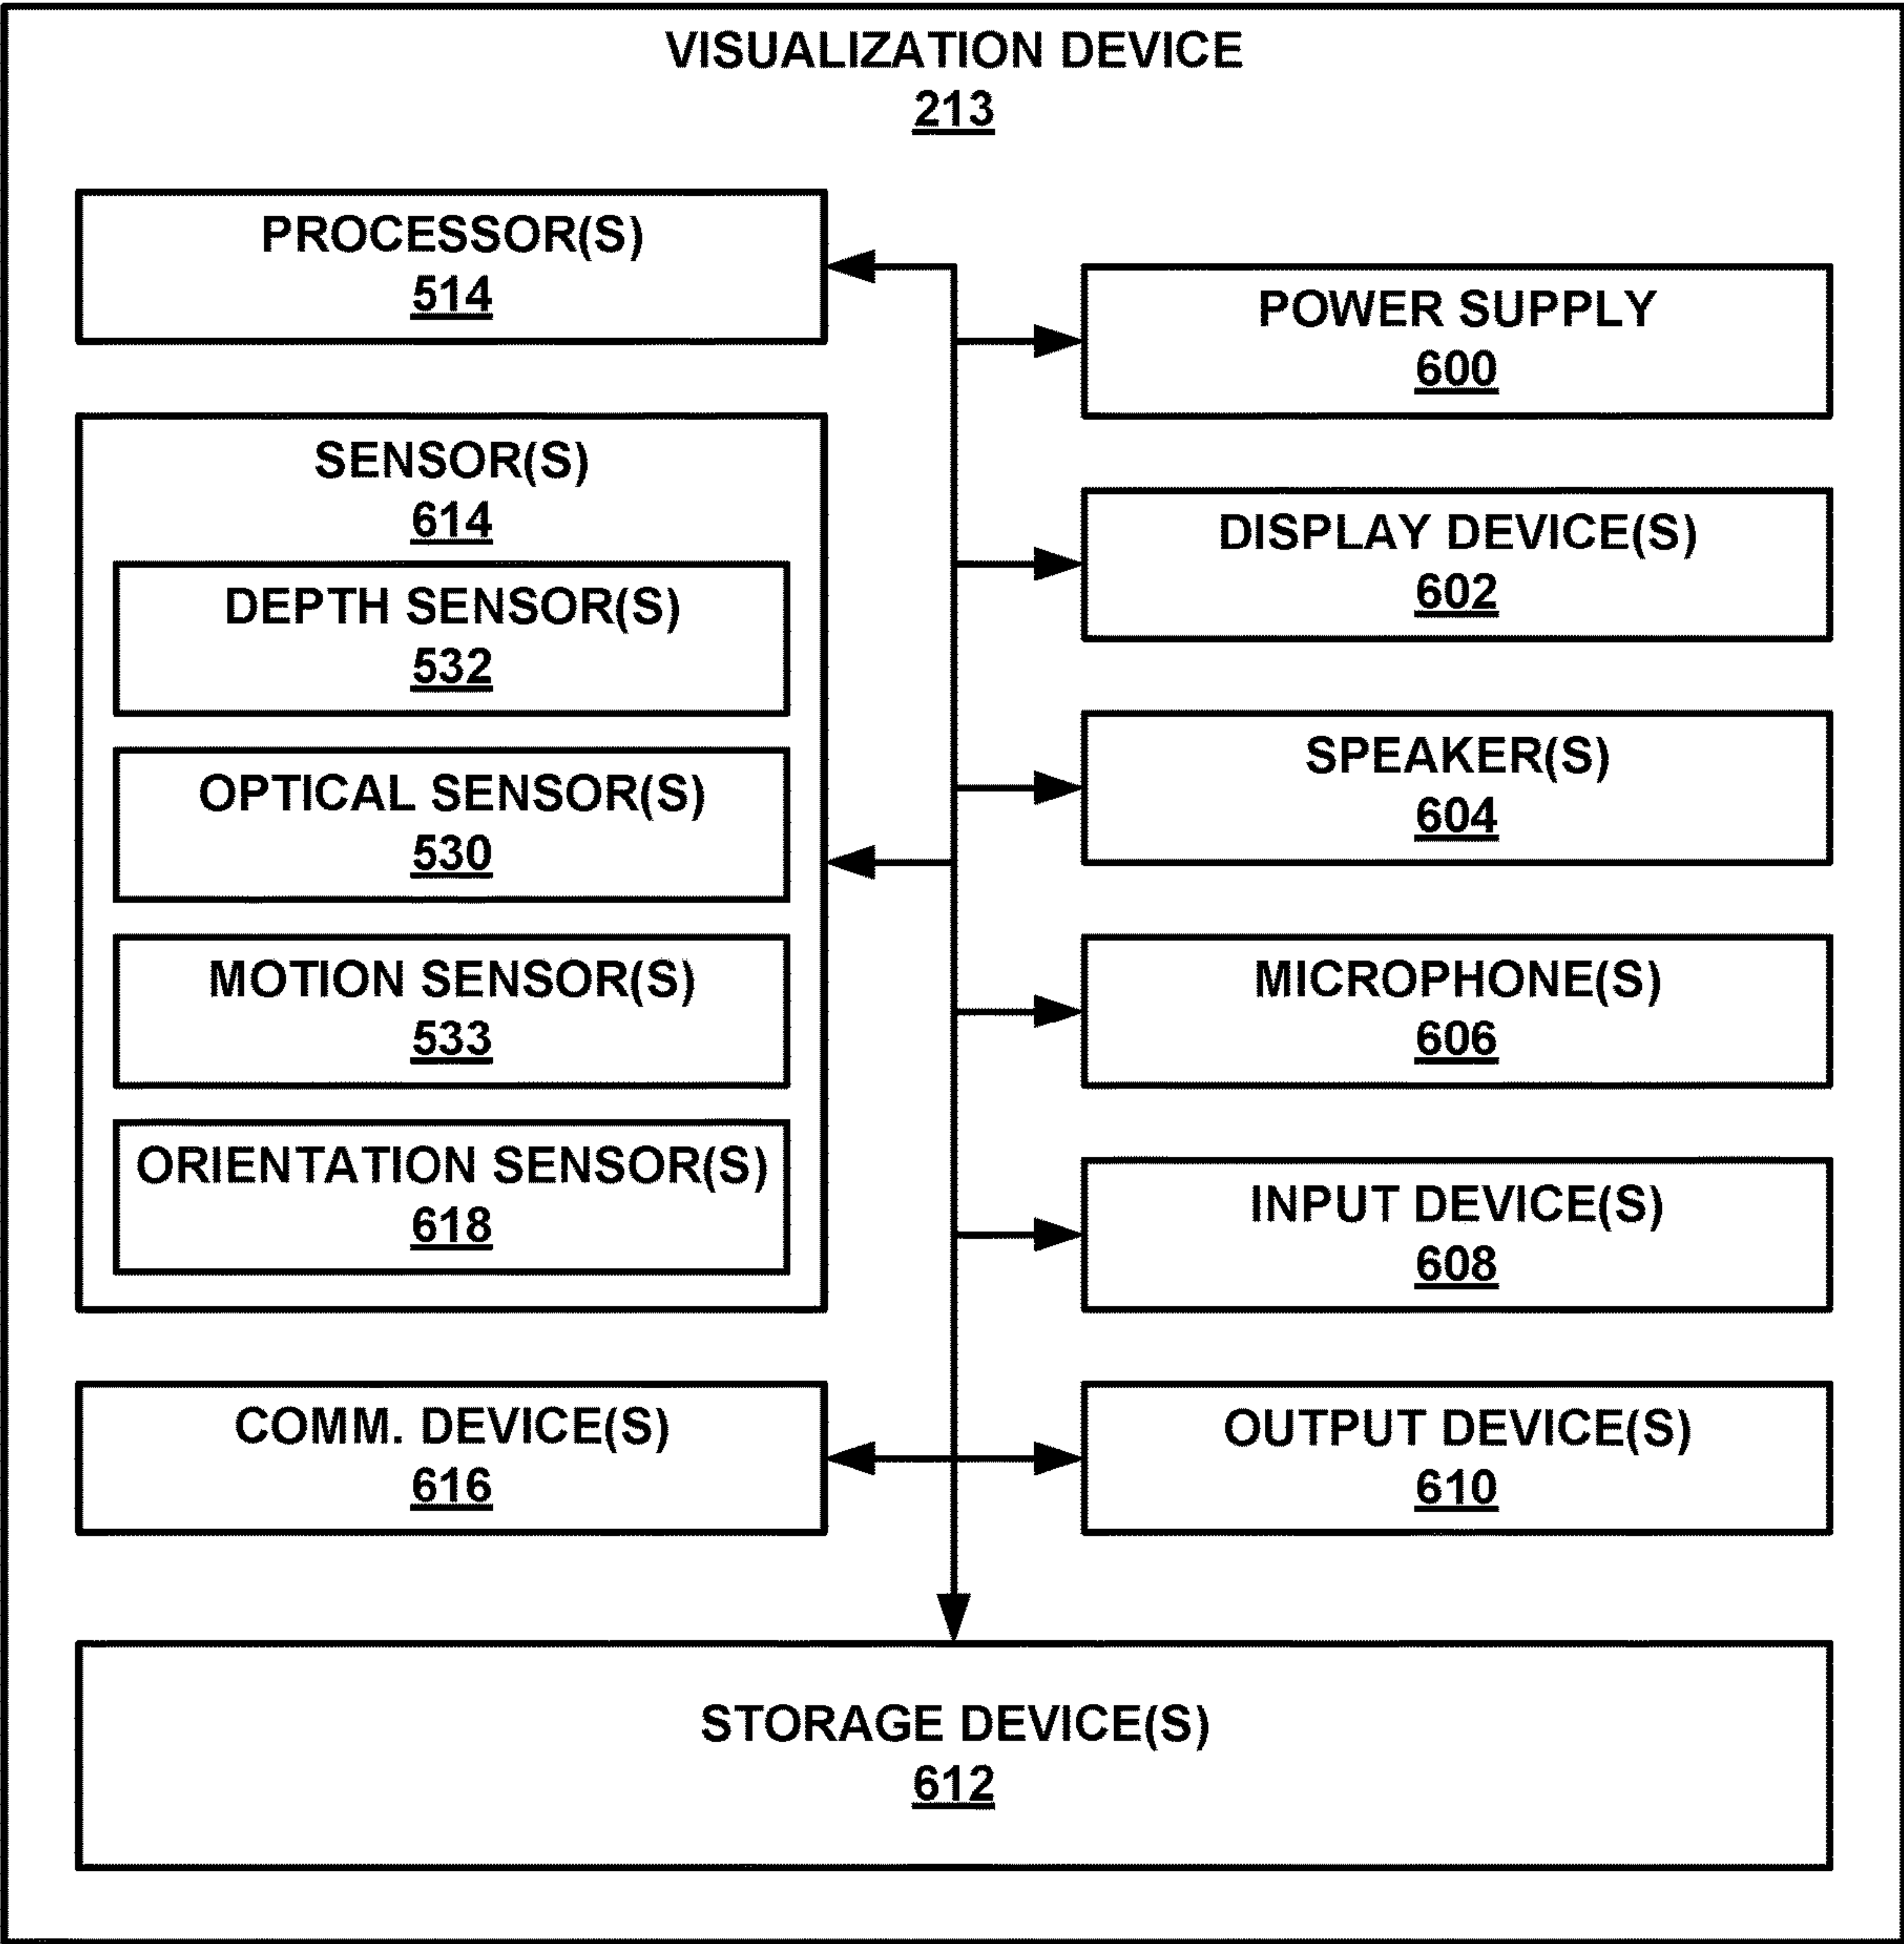 VISUALIZATION DEVICE
213
PROCESSOR(S)
514
SENSOR(S)
614
DEPTH SENSOR(S)
532
OPTICAL SENSOR(S)
530
MOTION SENSOR(S)
533
ORIENTATION SENSOR(S)
618
COMM. DEVICE(S)
616
POWER SUPPLY
600
DISPLAY DEVICE(S)
602
SPEAKER(S)
604
MICROPHONE(S)
606
INPUT DEVICE(S)
608
OUTPUT DEVICE(S)
610
STORAGE DEVICE(S)
612